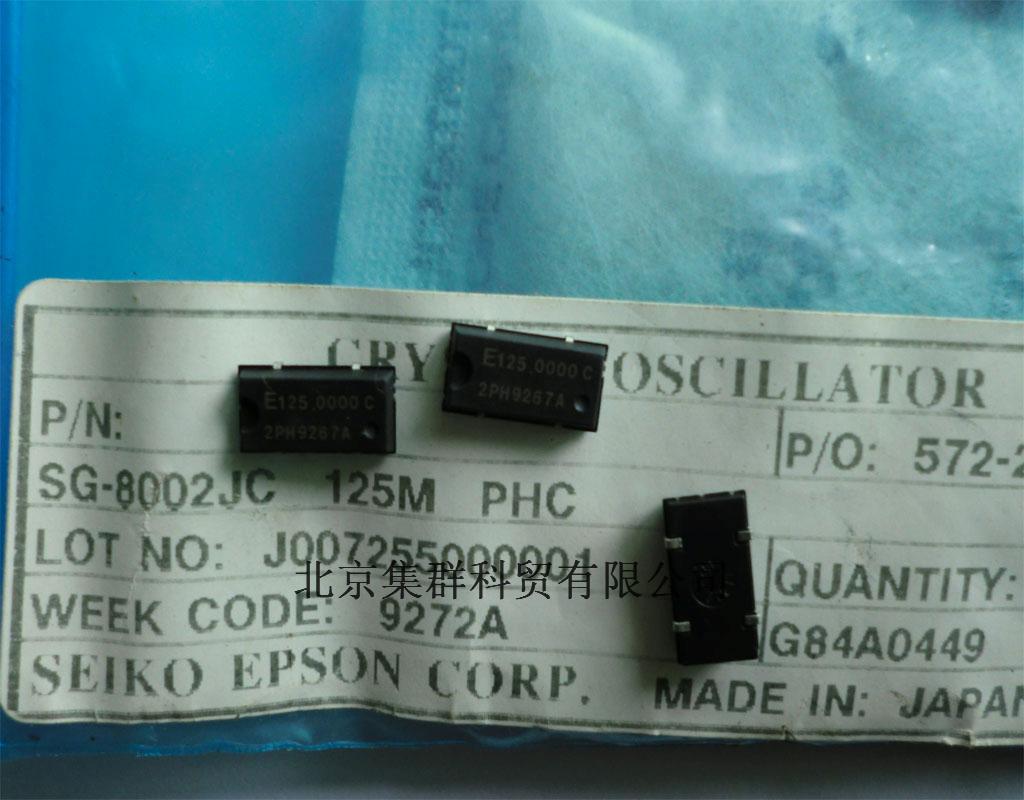 CRY OSCILLATOR
E125.0000 C
2PH9267A
E125.0000 C
2PH9267A
P/N:
P/O: 572-2
SG-8002JC 125M PHC
LOT NO: J007255000001
北京集群科贸有限公司
QUANTITY:
WEEK CODE: 9272A
G84A0449
SEIKO EPSON CORP.
MADE IN: JAPAN